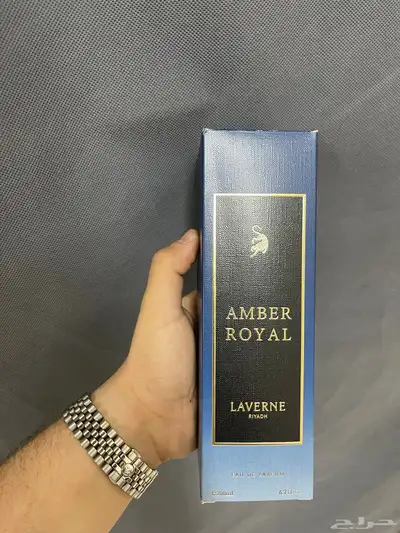 AMBER
ROYAL
LAVERNE
RIYADH
EAU DE PARFUM
حراج